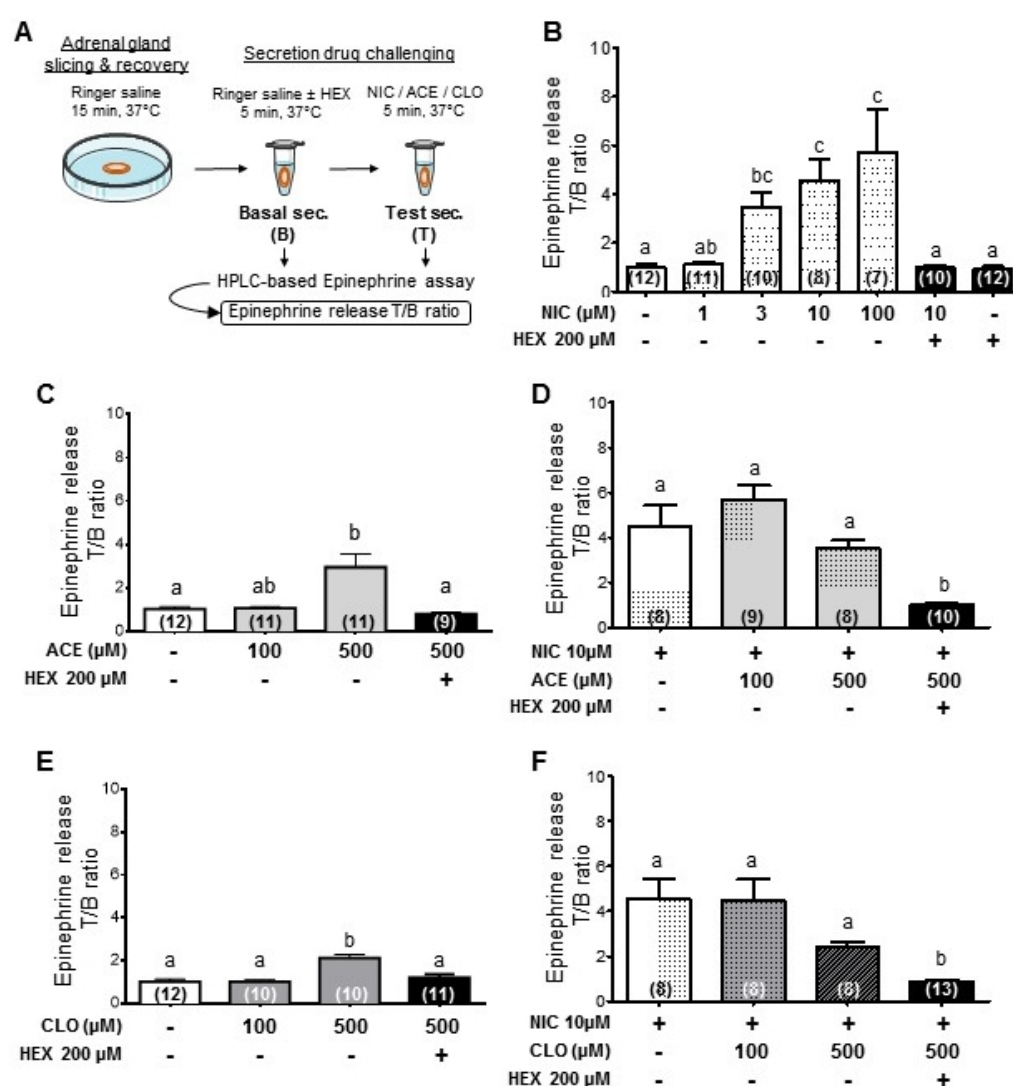 A
Adrenal gland
slicing & recovery
Secretion drug challenging
Ringer saline
15 min, 37°C
Ringer saline ± HEX
5 min, 37°C
NIC / ACE / CLO
5 min, 37°C
Basal sec.
(B)
Test sec.
(T)
HPLC-based Epinephrine assay
Epinephrine release T/B ratio
B
Epinephrine release
T/B ratio
10
8
6
4
2
0
a ab bc c c a a
(12) (11) (10) (8) (7) (10) (12)
NIC (µM) - 1 3 10 100 10 -
HEX 200 µM - - - - - + +
C
Epinephrine release
T/B ratio
10
8
6
4
2
0
a ab b a
(12) (11) (11) (9)
ACE (µM) - 100 500 500
HEX 200 µM - - - +
D
Epinephrine release
T/B ratio
10
8
6
4
2
0
a a a b
(8) (9) (8) (10)
NIC 10µM + + + +
ACE (µM) - 100 500 500
HEX 200 µM - - - +
E
Epinephrine release
T/B ratio
10
8
6
4
2
0
a a b a
(12) (10) (10) (11)
CLO (µM) - 100 500 500
HEX 200 µM - - - +
F
Epinephrine release
T/B ratio
10
8
6
4
2
0
a a a b
(8) (8) (8) (13)
NIC 10µM + + + +
CLO (µM) - 100 500 500
HEX 200 µM - - - +